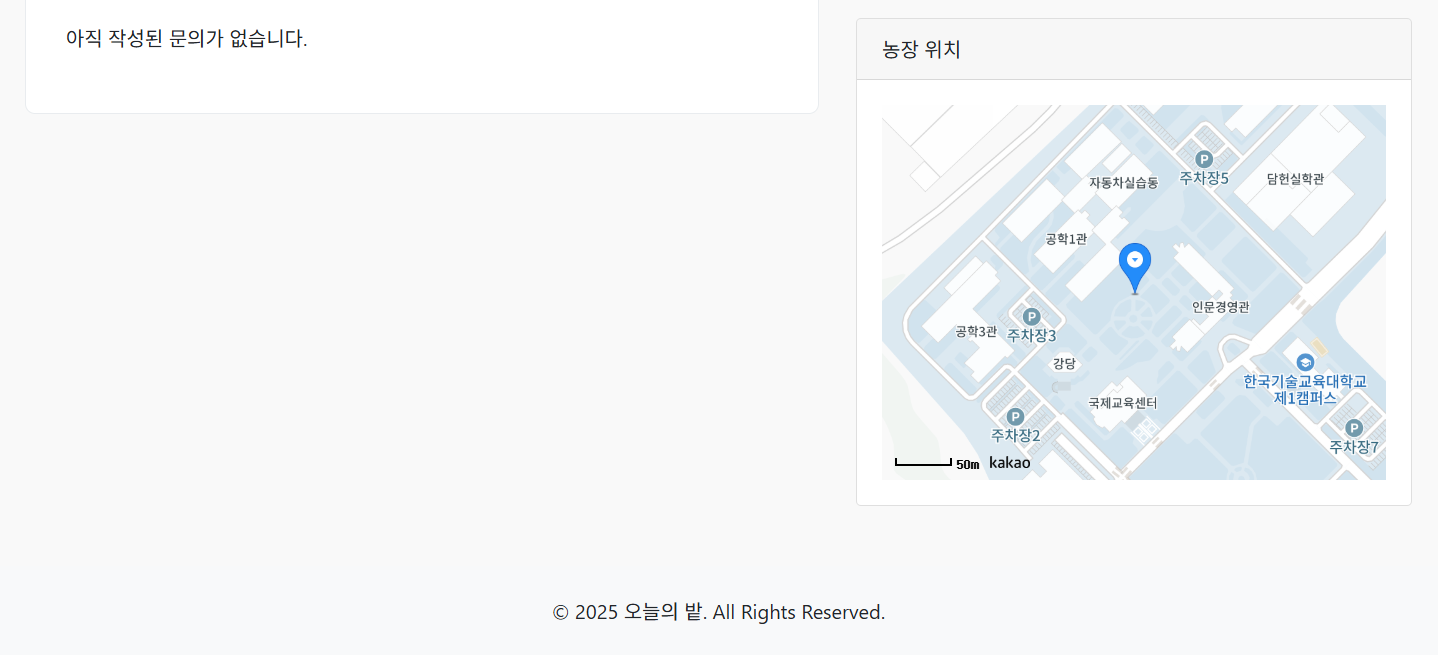 아직 작성된 문의가 없습니다.
농장 위치
P
주차장5
자동차실습동
담헌실학관
공학1관
인문경영관
P
공학3관
주차장3
강당
한국기술교육대학교
제1캠퍼스
국제교육센터
P
주차장2
P
주차장7
50m
kakao
© 2025 오늘의 밭. All Rights Reserved.